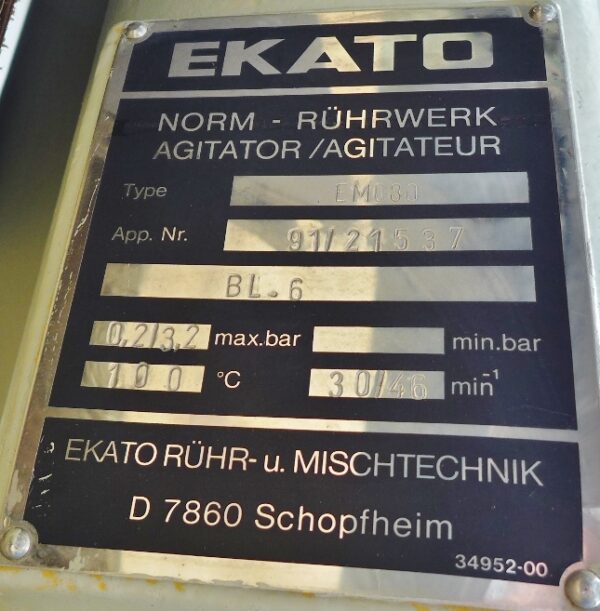 EKATO
NORM - RÜHRWERK
AGITATOR/AGITATEUR
Type EM080
App. Nr. 91/21537
BL.6
0,2/3,2 max.bar min.bar
100 °C 30/46 min⁻¹
EKATO RÜHR- u. MISCHTECHNIK
D 7860 Schopfheim
34952-00